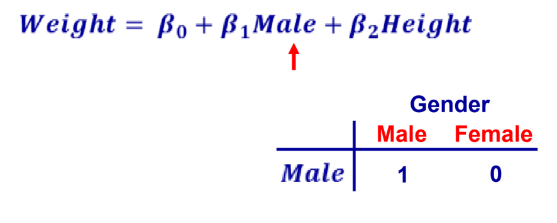 Weight = β₀ + β₁Male + β₂Height
Gender
Male Female
Male 1 0